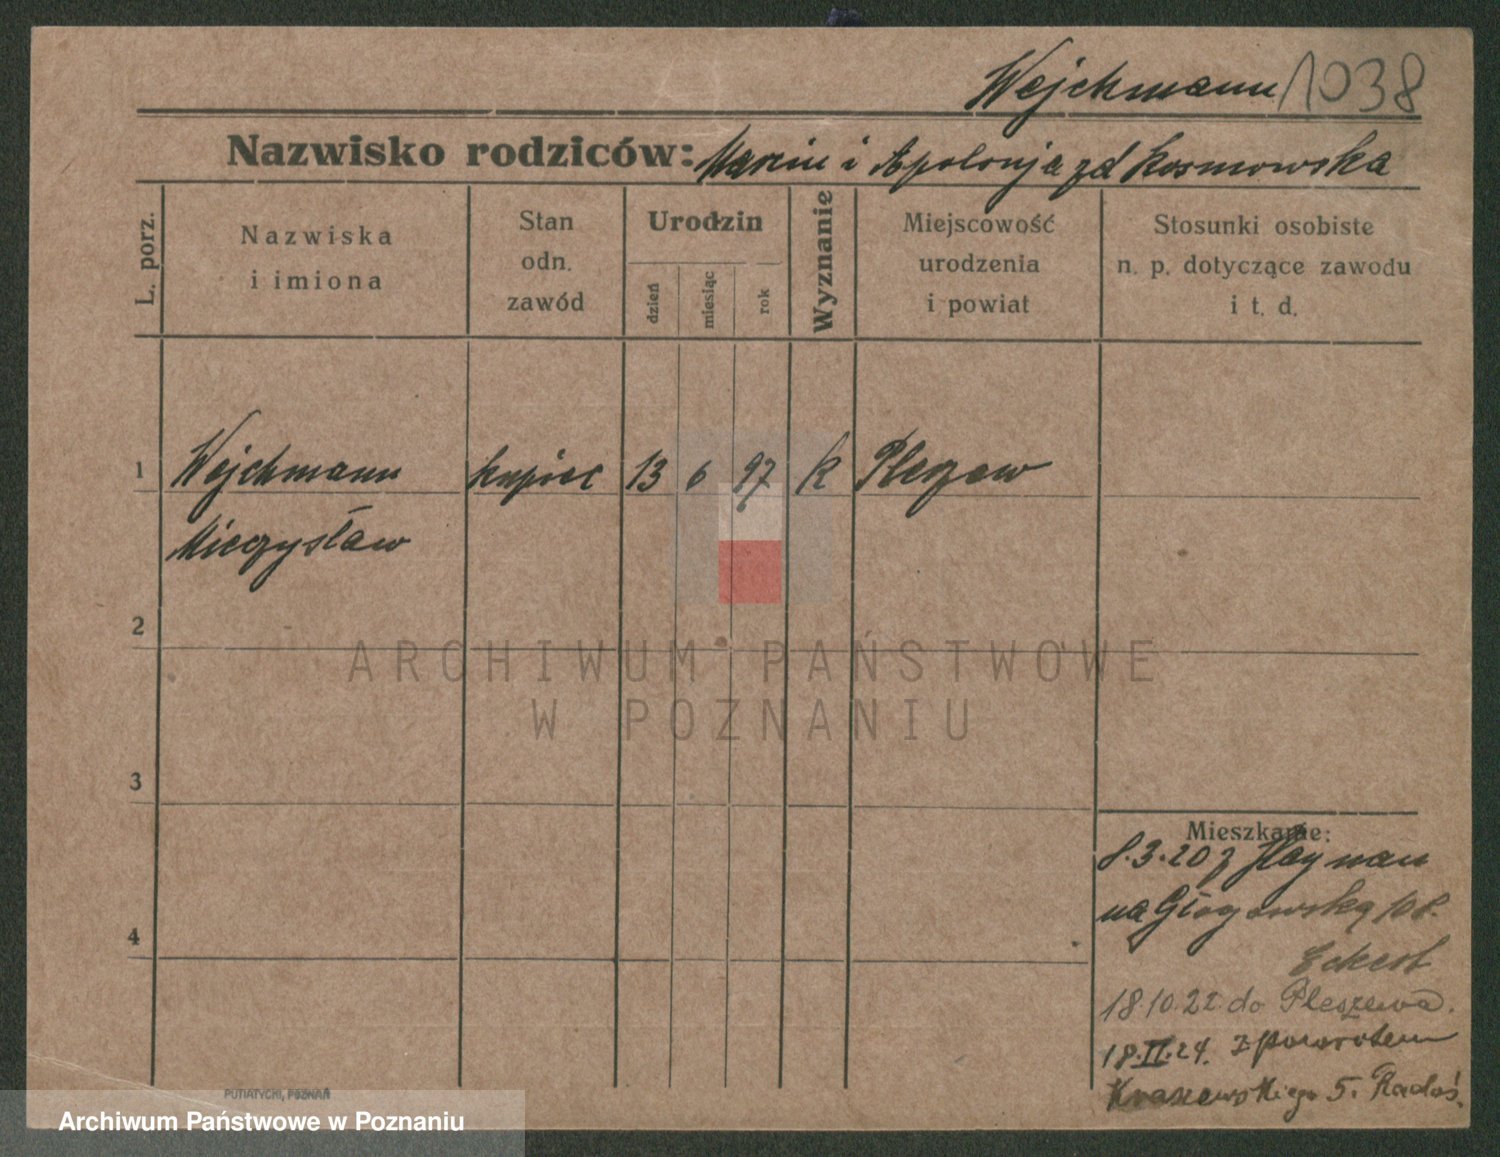 Wejchmann 1038
Nazwisko rodziców: Marcin i Apolonja zd Kosmowska
L. porz.
Nazwiska
i imiona
Stan
odn.
zawód
Urodzin
dzień
miesiąc
rok
Wyznanie
Miejscowość
urodzenia
i powiat
Stosunki osobiste
n. p. dotyczące zawodu
i t. d.
1 Wejchmann kupiec 13 6 97 k Pleszew
Mieczysław
2
ARCHIWUM PAŃSTWOWE
W POZNANIU
3
Mieszkanie:
8.3.20 z
na Głogowską 108.
4
Eckert
18.10.22 do Pleszewa.
18.II.24. z powrotem
Kraszewskiego 5. Radoś.
PUTIATYCKI, POZNAŃ
Archiwum Państwowe w Poznaniu